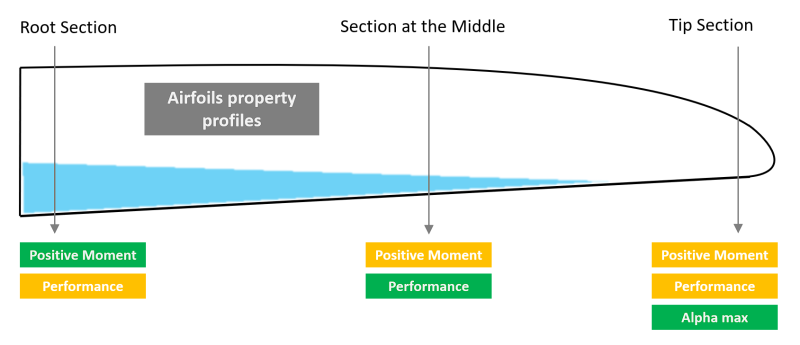 Root Section
Section at the Middle
Tip Section
Airfoils property
profiles
Positive Moment
Performance
Positive Moment
Performance
Positive Moment
Performance
Alpha max